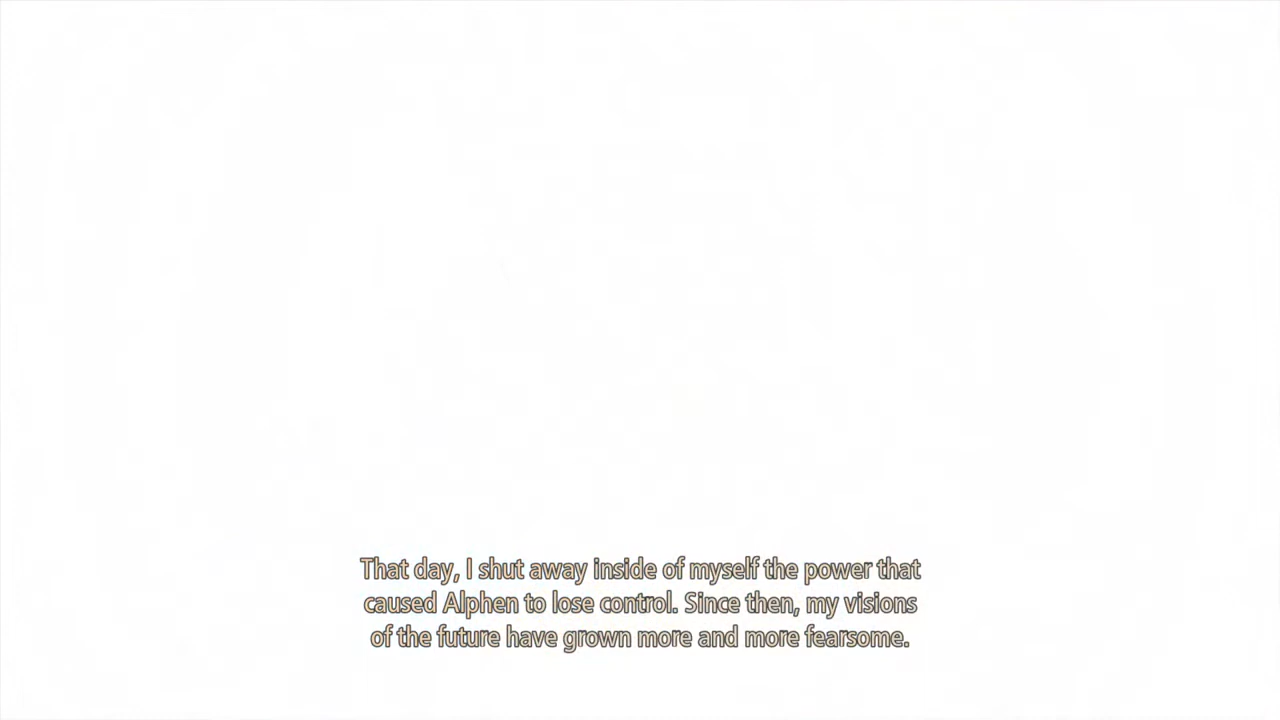 That day, I shut away inside of myself the power that
caused Alphen to lose control. Since then, my visions
of the future have grown more and more fearsome.